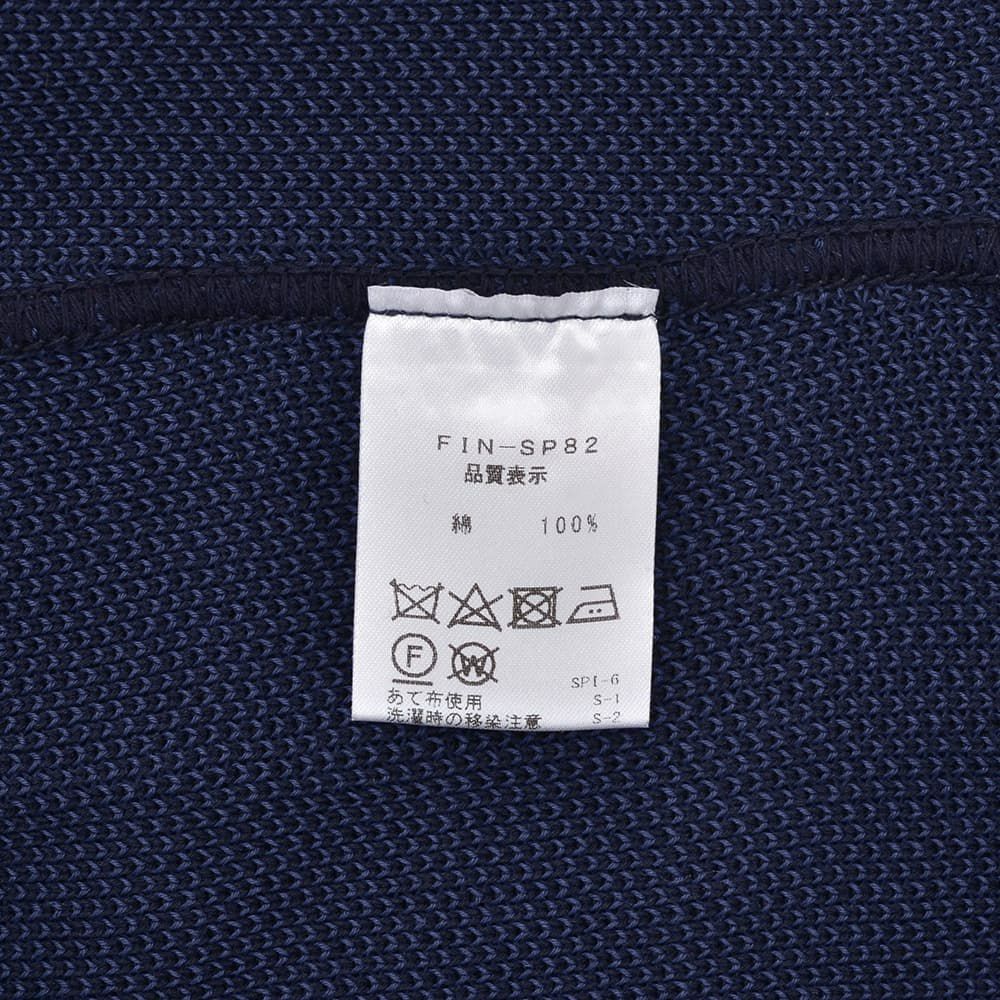 FIN-SP82
品質表示
綿 100%
F W
SPI-6
あて布使用 S-1
洗濯時の移染注意 S-2